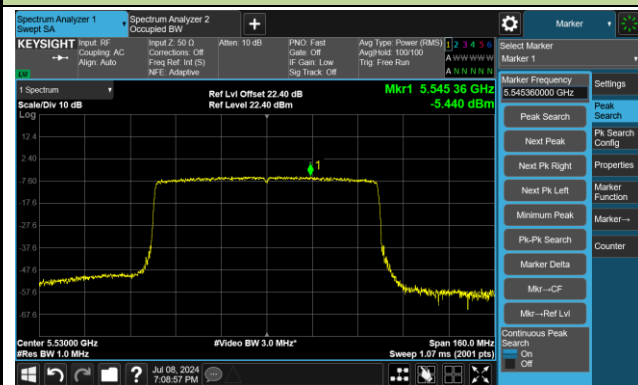 Spectrum Analyzer 1
Swept SA
Spectrum Analyzer 2
Occupied BW
Marker
KEYSIGHT
Input: RF
Coupling: AC
Align: Auto
Input Z: 50 Ω
Corrections: Off
Freq Ref: Int (S)
NFE: Adaptive
Atten: 10 dB
PNO: Fast
Gate: Off
IF Gain: Low
Sig Track: Off
Avg Type: Power (RMS)
Avg|Hold: 100/100
Trig: Free Run
1 2 3 4 5 6
A W W W W W
A N N N N N
1 Spectrum
Scale/Div 10 dB
Log
Ref Lvl Offset 22.40 dB
Ref Level 22.40 dBm
Mkr1 5.545 36 GHz
-5.440 dBm
12.4
2.40
-7.60
-17.6
-27.6
-37.6
-47.6
-57.6
-67.6
1
Center 5.53000 GHz
#Res BW 1.0 MHz
#Video BW 3.0 MHz*
Span 160.0 MHz
Sweep 1.07 ms (2001 pts)
Jul 08, 2024
7:08:57 PM
Select Marker
Marker 1
Marker Frequency
5.545360000 GHz
Peak Search
Next Peak
Next Pk Right
Next Pk Left
Minimum Peak
Pk-Pk Search
Marker Delta
Mkr→CF
Mkr→Ref Lvl
Continuous Peak
Search
On
Off
Settings
Peak
Search
Pk Search
Config
Properties
Marker
Function
Marker→
Counter